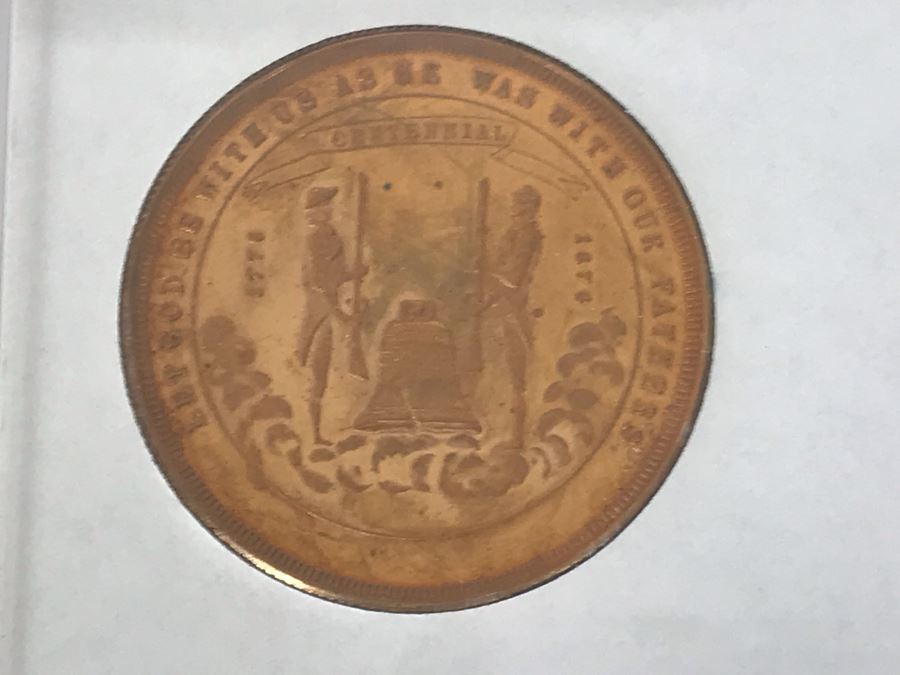 LET GOD BE WITH US AS HE WAS WITH OUR FATHERS
CENTENNIAL
1776
1876